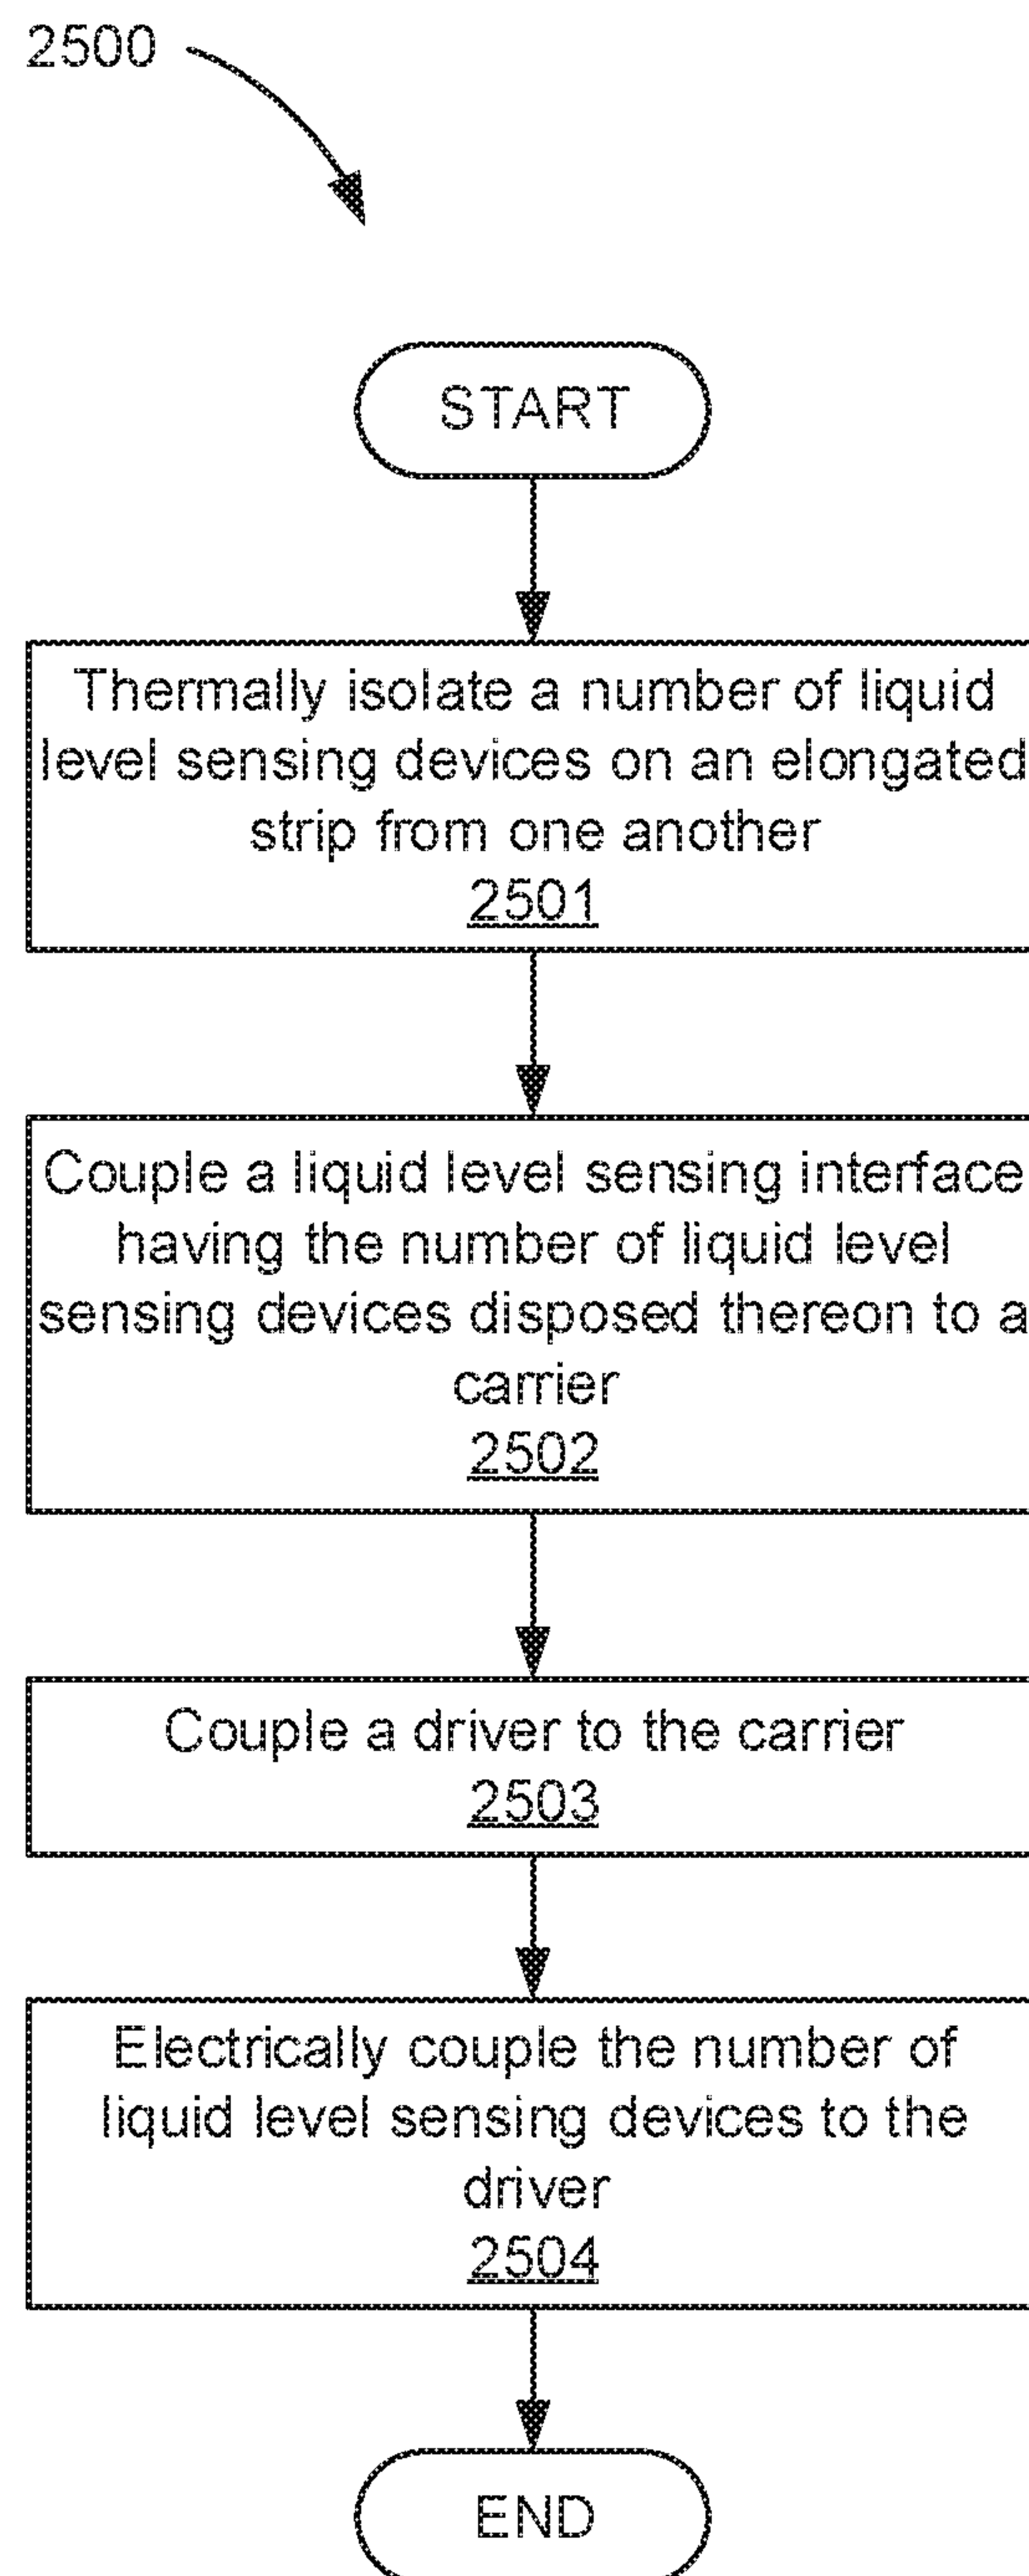 2500
START
Thermally isolate a number of liquid
level sensing devices on an elongated
strip from one another
2501
Couple a liquid level sensing interface
having the number of liquid level
sensing devices disposed thereon to a
carrier
2502
Couple a driver to the carrier
2503
Electrically couple the number of
liquid level sensing devices to the
driver
2504
END